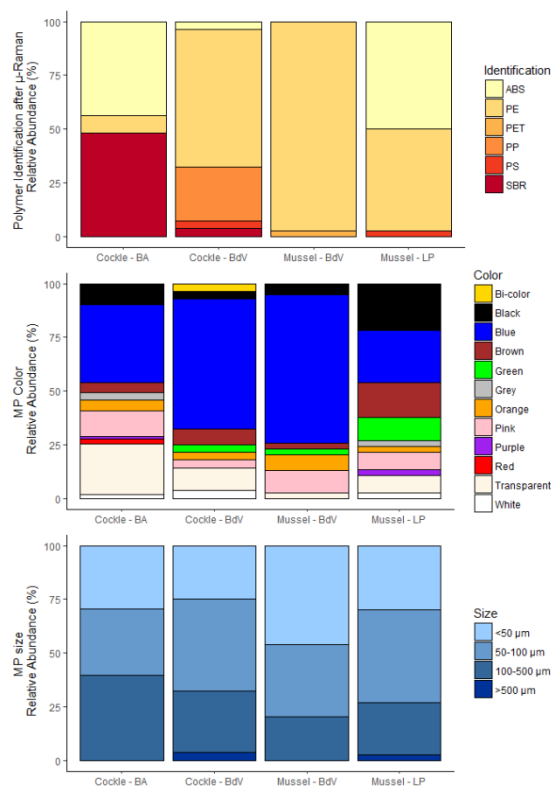 Polymer Identification after µ-Raman
Relative Abundance (%)
100
75
50
25
0
Cockle - BA
Cockle - BdV
Mussel - BdV
Mussel - LP
Identification
ABS
PE
PET
PP
PS
SBR
MP Color
Relative Abundance (%)
100
75
50
25
0
Cockle - BA
Cockle - BdV
Mussel - BdV
Mussel - LP
Color
Bi-color
Black
Blue
Brown
Green
Grey
Orange
Pink
Purple
Red
Transparent
White
MP size
Relative Abundance (%)
100
75
50
25
0
Cockle - BA
Cockle - BdV
Mussel - BdV
Mussel - LP
Size
<50 µm
50-100 µm
100-500 µm
>500 µm